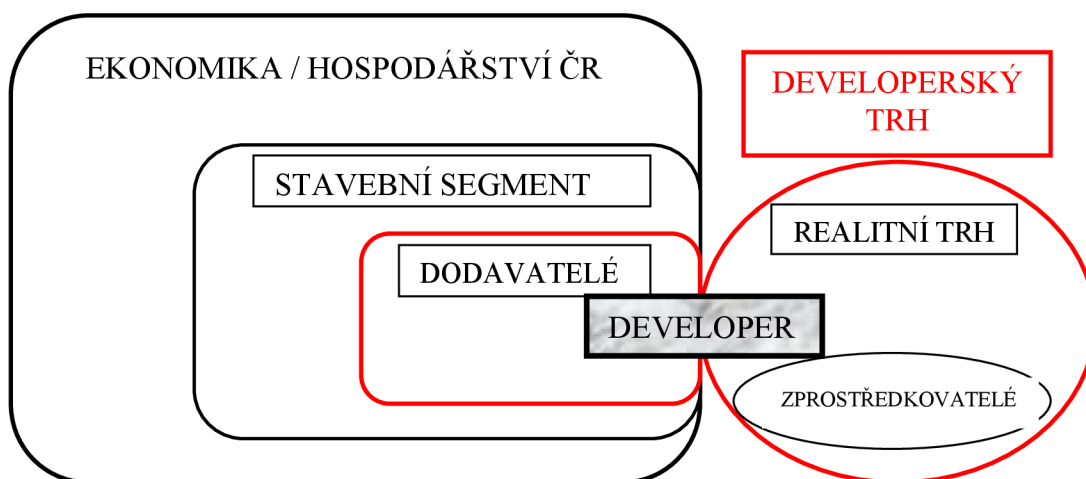 EKONOMIKA / HOSPODÁŘSTVÍ ČR
DEVELOPERSKÝ
TRH
STAVEBNÍ SEGMENT
REALITNÍ TRH
DODAVATELÉ
DEVELOPER
ZPROSTŘEDKOVATELÉ